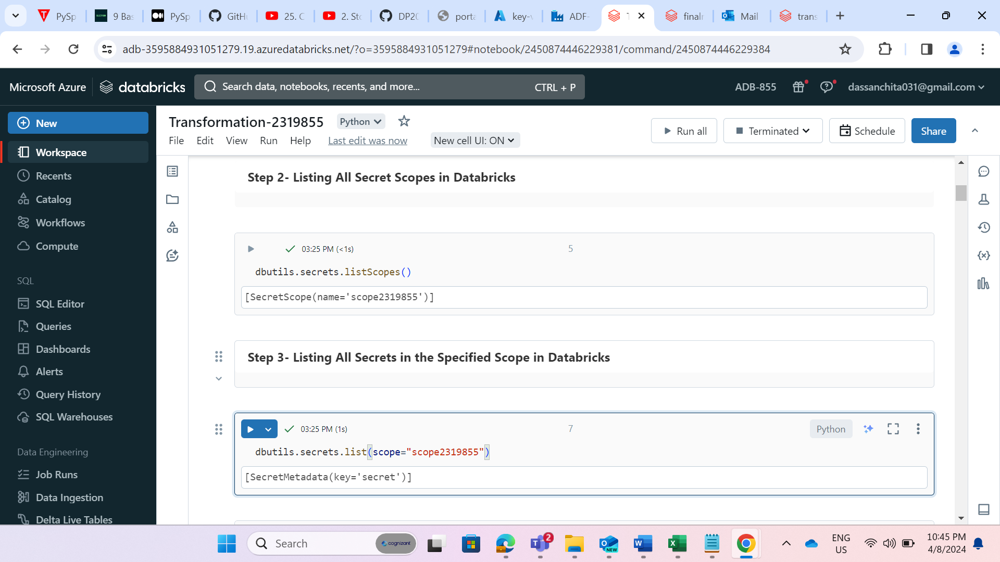 PySp
9 Bas
PySp
GitHu
25. C
2. Sto
DP20
porta
key-v
ADF-
T
finalr
Mail
trans
adb-3595884931051279.19.azuredatabricks.net/?o=3595884931051279#notebook/2450874446229381/command/2450874446229384
Microsoft Azure
databricks
Search data, notebooks, recents, and more...
CTRL + P
ADB-855
dassanchita031@gmail.com
New
Workspace
Recents
Catalog
Workflows
Compute
SQL
SQL Editor
Queries
Dashboards
Alerts
Query History
SQL Warehouses
Data Engineering
Job Runs
Data Ingestion
Delta Live Tables
Transformation-2319855
Python
File
Edit
View
Run
Help
Last edit was now
New cell UI: ON
Run all
Terminated
Schedule
Share
Step 2- Listing All Secret Scopes in Databricks
03:25 PM (<1s)
5
dbutils.secrets.listScopes()
[SecretScope(name='scope2319855')]
Step 3- Listing All Secrets in the Specified Scope in Databricks
03:25 PM (1s)
7
Python
dbutils.secrets.list(scope="scope2319855")
[SecretMetadata(key='secret')]
Search
cognizant
2
NEW
ENG
US
10:45 PM
4/8/2024